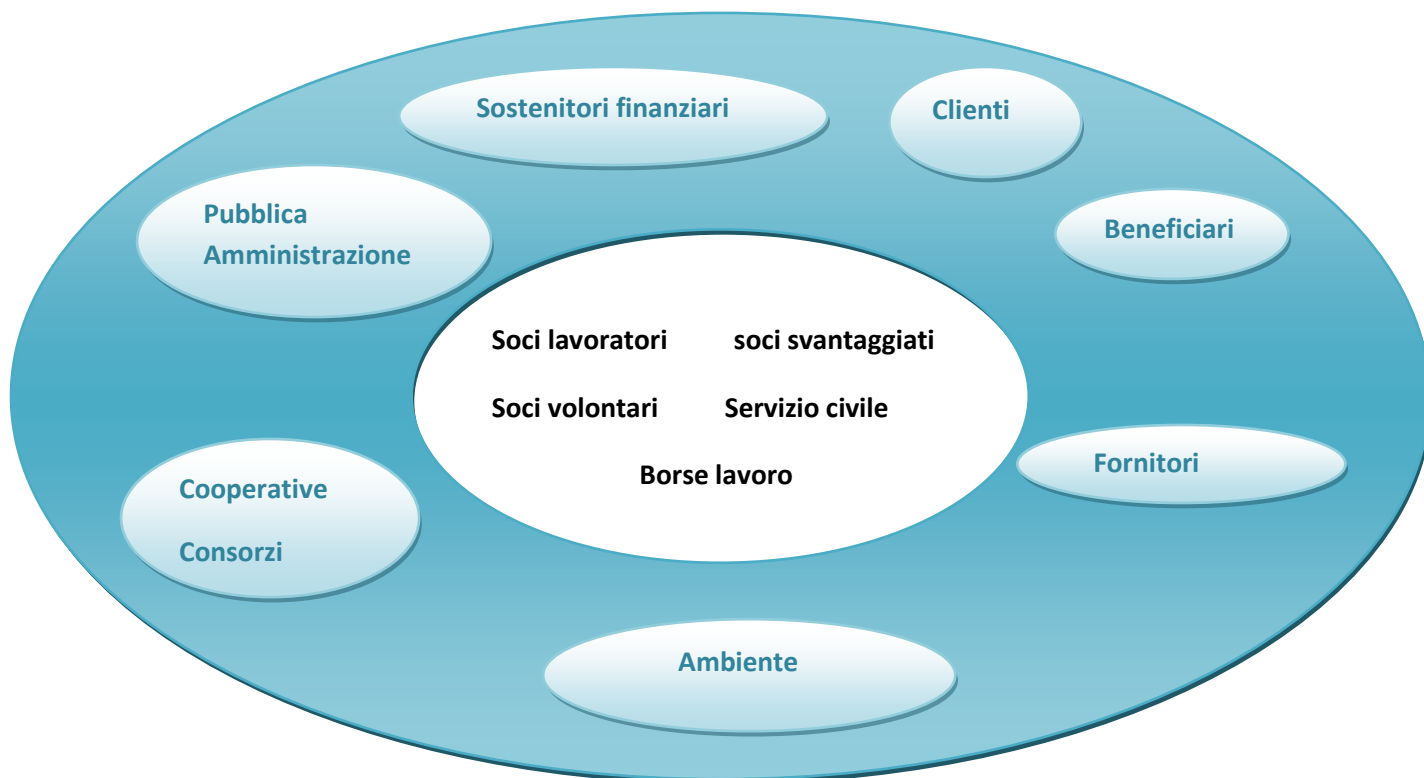 Sostenitori finanziari
Clienti
Pubblica
Amministrazione
Beneficiari
Soci lavoratori soci svantaggiati
Soci volontari Servizio civile
Borse lavoro
Fornitori
Cooperative
Consorzi
Ambiente